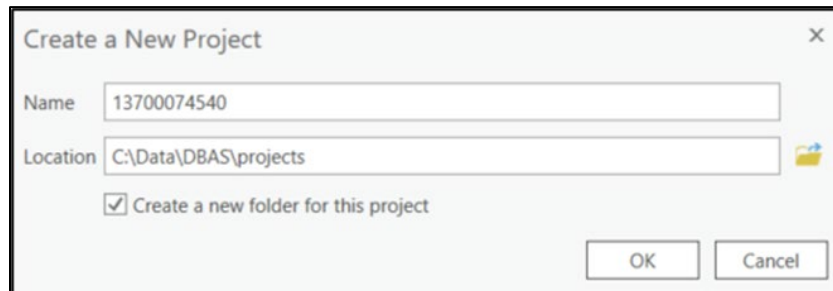 Create a New Project
Name 13700074540
Location C:\Data\DBAS\projects
Create a new folder for this project
OK Cancel